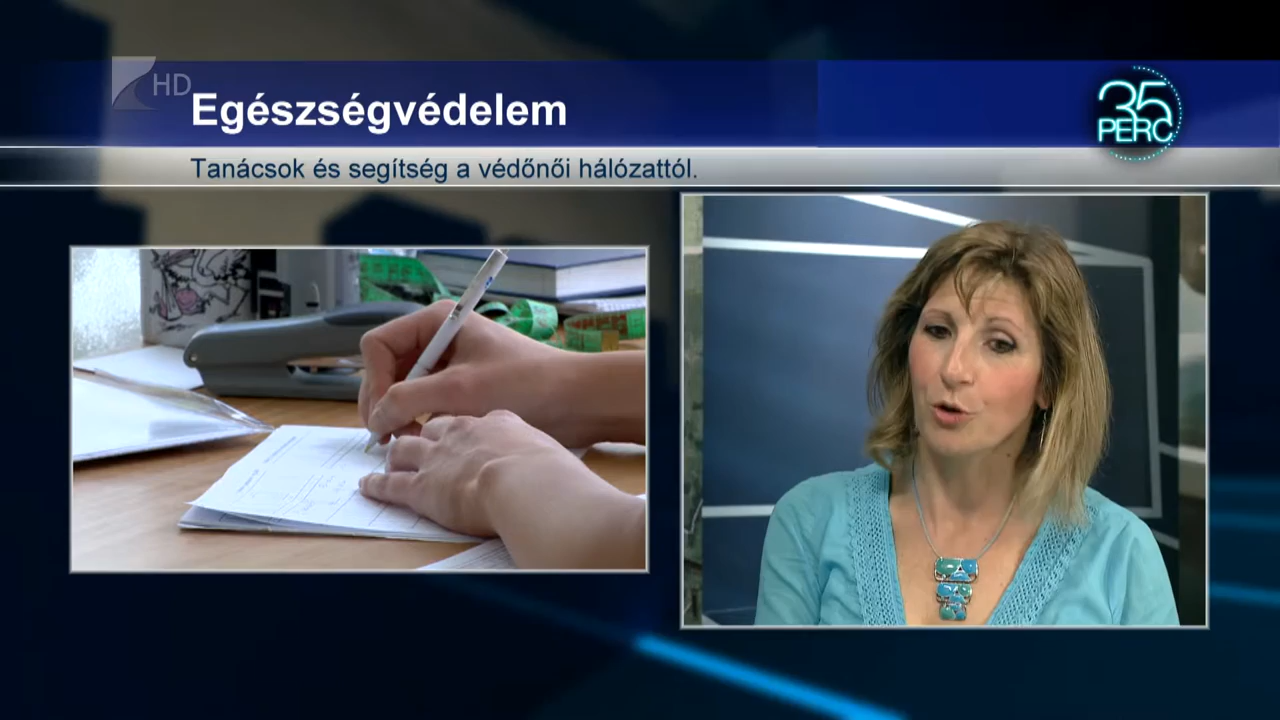 HD
Egészségvédelem
35
PERC
Tanácsok és segítség a védőnői hálózattól.